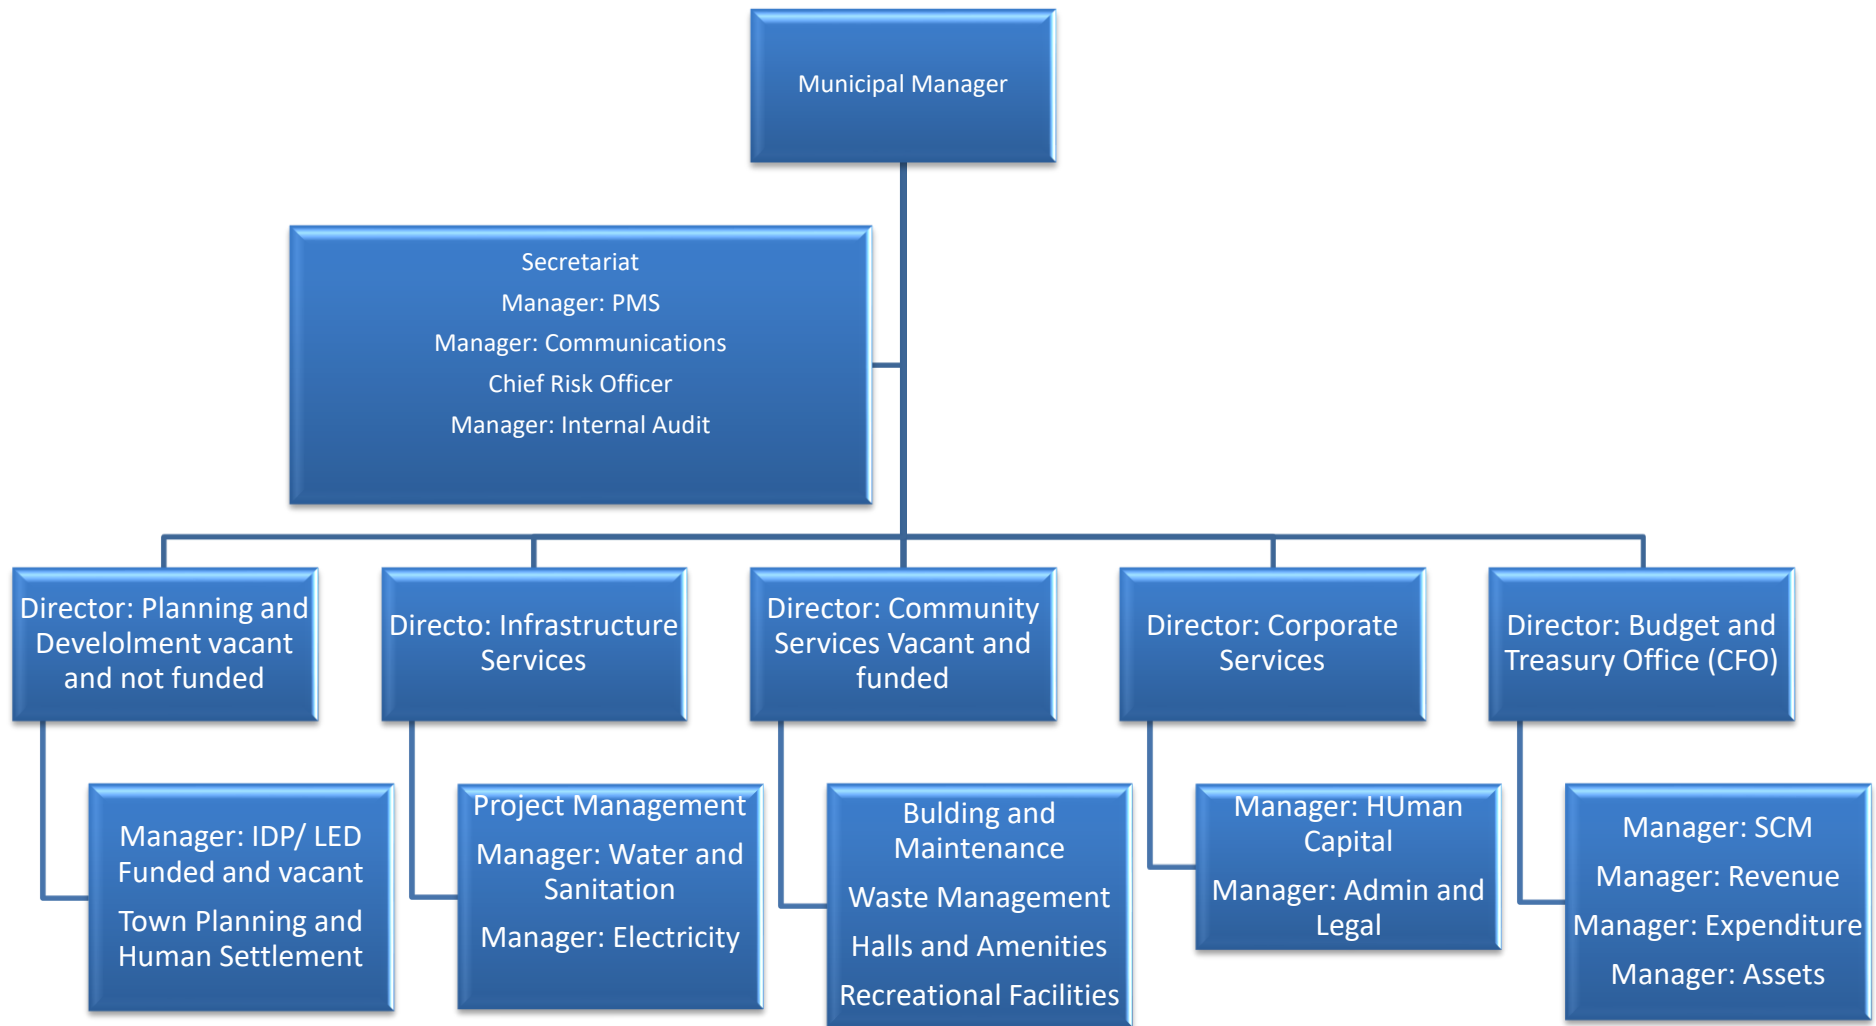 Municipal Manager
Secretariat
Manager: PMS
Manager: Communications
Chief Risk Officer
Manager: Internal Audit
Director: Planning and
Develolment vacant
and not funded
Directo: Infrastructure
Services
Director: Community
Services Vacant and
funded
Director: Corporate
Services
Director: Budget and
Treasury Office (CFO)
Manager: IDP/ LED
Funded and vacant
Town Planning and
Human Settlement
Project Management
Manager: Water and
Sanitation
Manager: Electricity
Bulding and
Maintenance
Waste Management
Halls and Amenities
Recreational Facilities
Manager: HUman
Capital
Manager: Admin and
Legal
Manager: SCM
Manager: Revenue
Manager: Expenditure
Manager: Assets